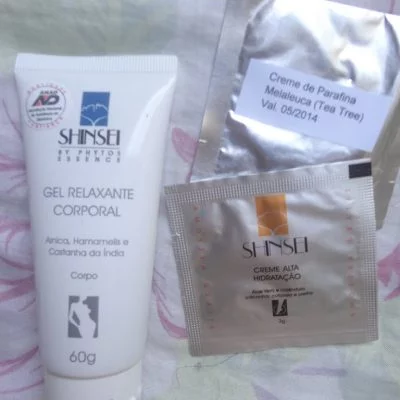 SHINSEI
BY PHYTOS
ESSENCE
GEL RELAXANTE
CORPORAL
Arnica, Hamamelis e
Castanha da Índia
Corpo
60g
Creme de Parafina
Melaleuca (Tea Tree)
Val. 05/2014
SHINSEI
CREME ALTA
HIDRATAÇÃO
3g